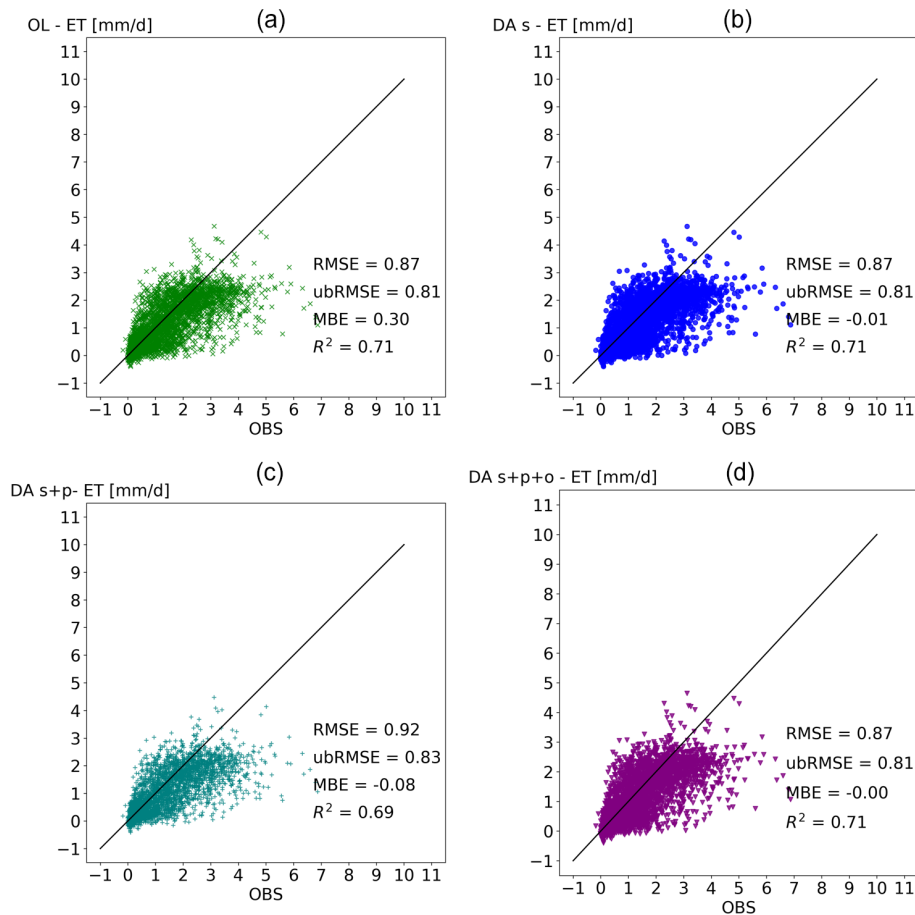 (a)
OL - ET [mm/d]
11
10
9
8
7
6
5
4
3
2
1
0
−1
RMSE = 0.87
ubRMSE = 0.81
MBE = 0.30
R² = 0.71
−1 0 1 2 3 4 5 6 7 8 9 10 11
OBS
(b)
DA s - ET [mm/d]
11
10
9
8
7
6
5
4
3
2
1
0
−1
RMSE = 0.87
ubRMSE = 0.81
MBE = -0.01
R² = 0.71
−1 0 1 2 3 4 5 6 7 8 9 10 11
OBS
(c)
DA s+p- ET [mm/d]
11
10
9
8
7
6
5
4
3
2
1
0
−1
RMSE = 0.92
ubRMSE = 0.83
MBE = -0.08
R² = 0.69
−1 0 1 2 3 4 5 6 7 8 9 10 11
OBS
(d)
DA s+p+o - ET [mm/d]
11
10
9
8
7
6
5
4
3
2
1
0
−1
RMSE = 0.87
ubRMSE = 0.81
MBE = -0.00
R² = 0.71
−1 0 1 2 3 4 5 6 7 8 9 10 11
OBS